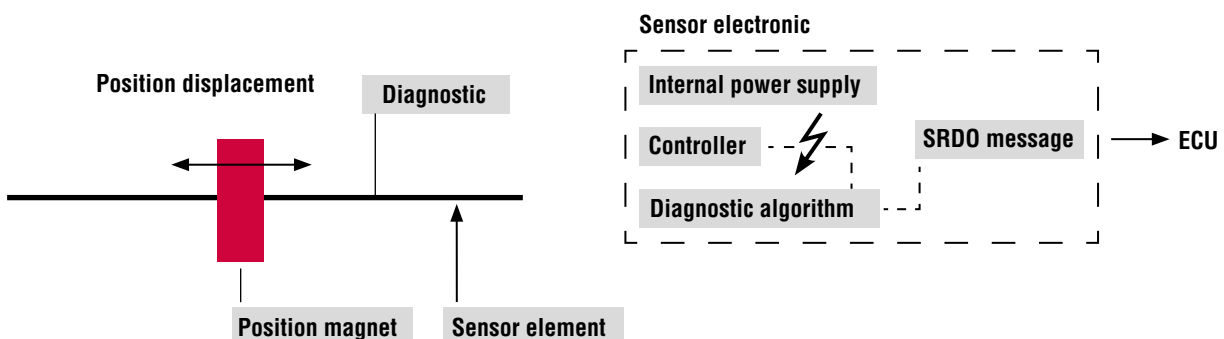 Sensor electronic
Position displacement
Diagnostic
Internal power supply
Controller
SRDO message
ECU
Diagnostic algorithm
Position magnet
Sensor element